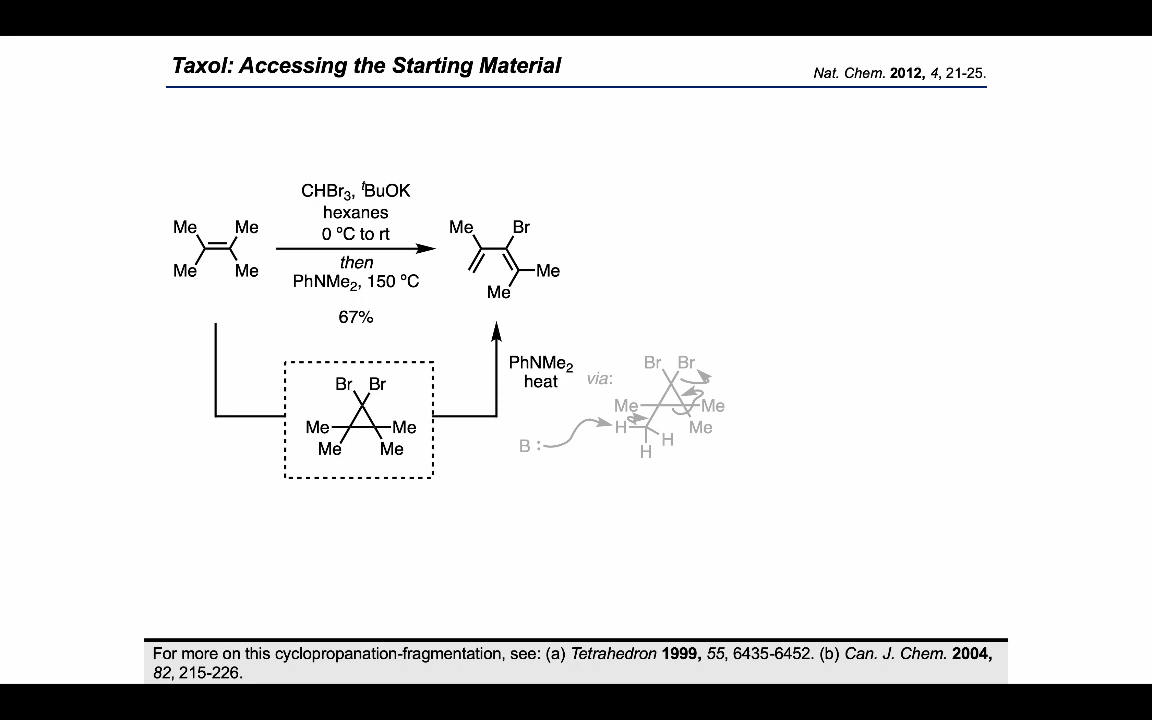 Taxol: Accessing the Starting Material
Nat. Chem. 2012, 4, 21-25.
CHBr3, tBuOK
hexanes
0 ºC to rt
then
PhNMe2, 150 ºC
67%
Me Me
Me Me
Me Br
Me
Me
PhNMe2
heat
Br Br
Me Me
Me Me
via:
Br Br
Me Me
H Me
B: H
H
For more on this cyclopropanation-fragmentation, see: (a) Tetrahedron 1999, 55, 6435-6452. (b) Can. J. Chem. 2004,
82, 215-226.